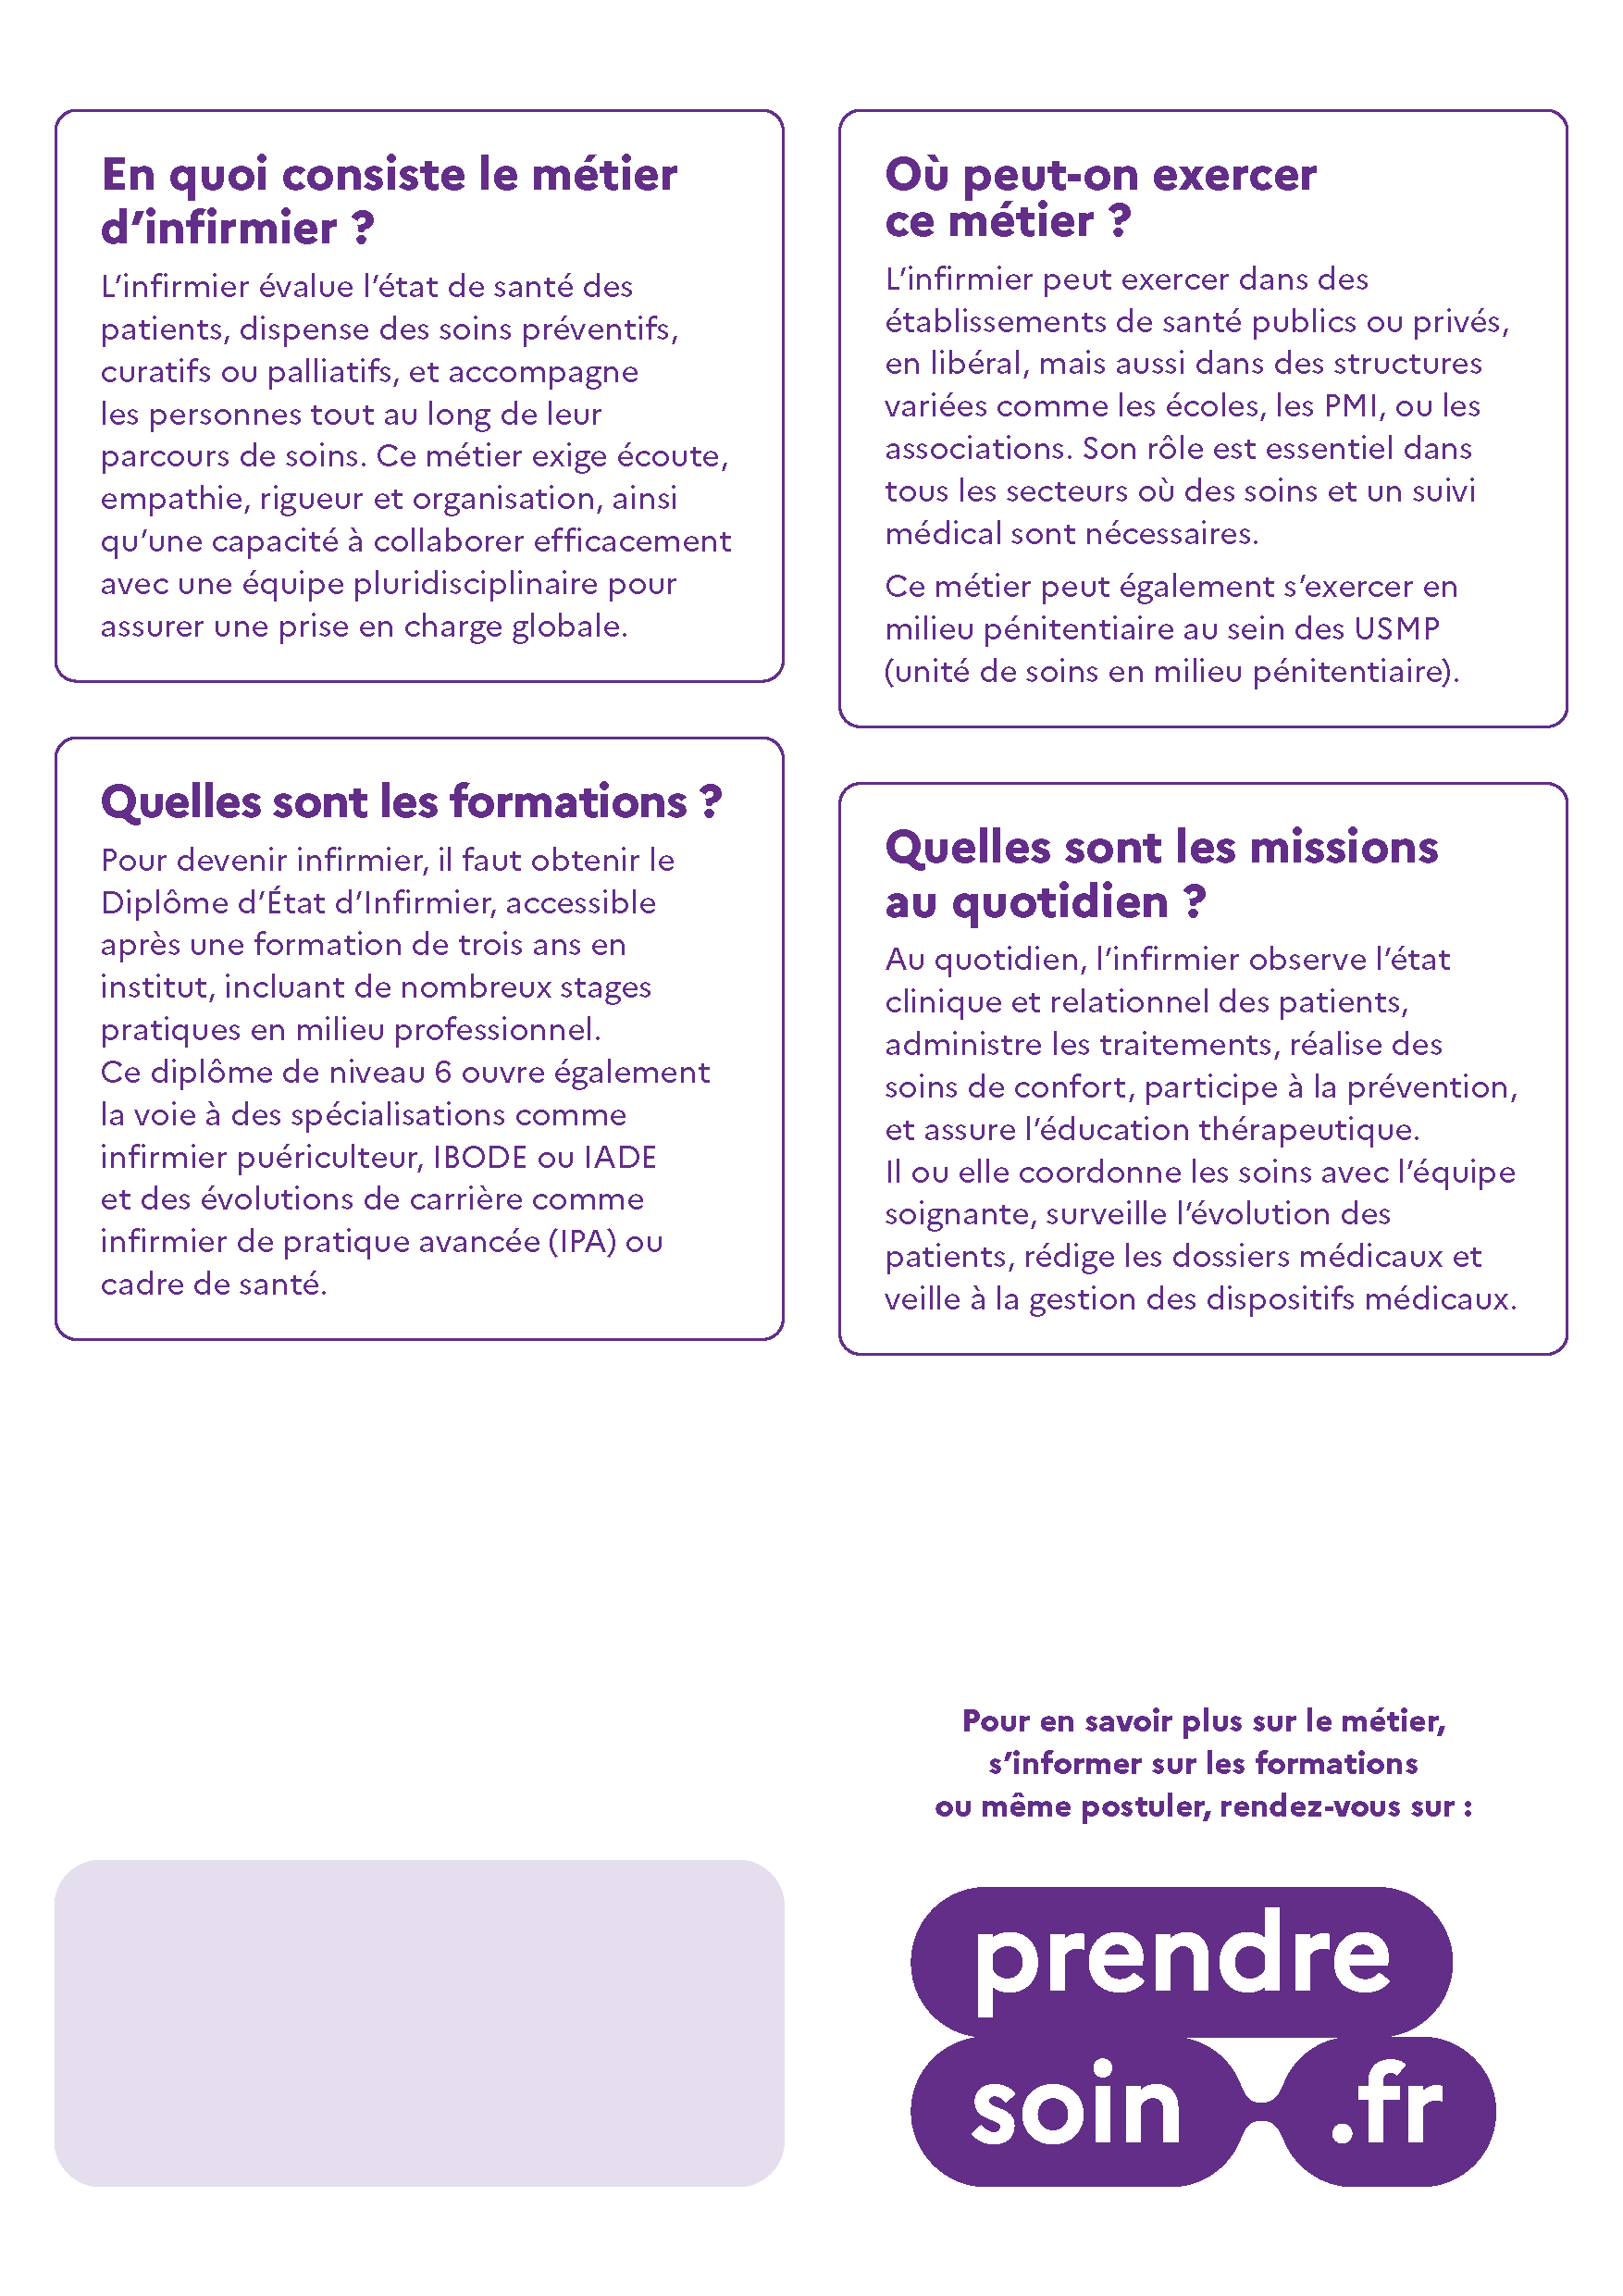 En quoi consiste le métier
d’infirmier ?
L’infirmier évalue l’état de santé des
patients, dispense des soins préventifs,
curatifs ou palliatifs, et accompagne
les personnes tout au long de leur
parcours de soins. Ce métier exige écoute,
empathie, rigueur et organisation, ainsi
qu’une capacité à collaborer efficacement
avec une équipe pluridisciplinaire pour
assurer une prise en charge globale.
Quelles sont les formations ?
Pour devenir infirmier, il faut obtenir le
Diplôme d’État d’Infirmier, accessible
après une formation de trois ans en
institut, incluant de nombreux stages
pratiques en milieu professionnel.
Ce diplôme de niveau 6 ouvre également
la voie à des spécialisations comme
infirmier puériculteur, IBODE ou IADE
et des évolutions de carrière comme
infirmier de pratique avancée (IPA) ou
cadre de santé.
Où peut-on exercer
ce métier ?
L’infirmier peut exercer dans des
établissements de santé publics ou privés,
en libéral, mais aussi dans des structures
variées comme les écoles, les PMI, ou les
associations. Son rôle est essentiel dans
tous les secteurs où des soins et un suivi
médical sont nécessaires.
Ce métier peut également s’exercer en
milieu pénitentiaire au sein des USMP
(unité de soins en milieu pénitentiaire).
Quelles sont les missions
au quotidien ?
Au quotidien, l’infirmier observe l’état
clinique et relationnel des patients,
administre les traitements, réalise des
soins de confort, participe à la prévention,
et assure l’éducation thérapeutique.
Il ou elle coordonne les soins avec l’équipe
soignante, surveille l’évolution des
patients, rédige les dossiers médicaux et
veille à la gestion des dispositifs médicaux.
Pour en savoir plus sur le métier,
s’informer sur les formations
ou même postuler, rendez-vous sur :
prendre
soin .fr